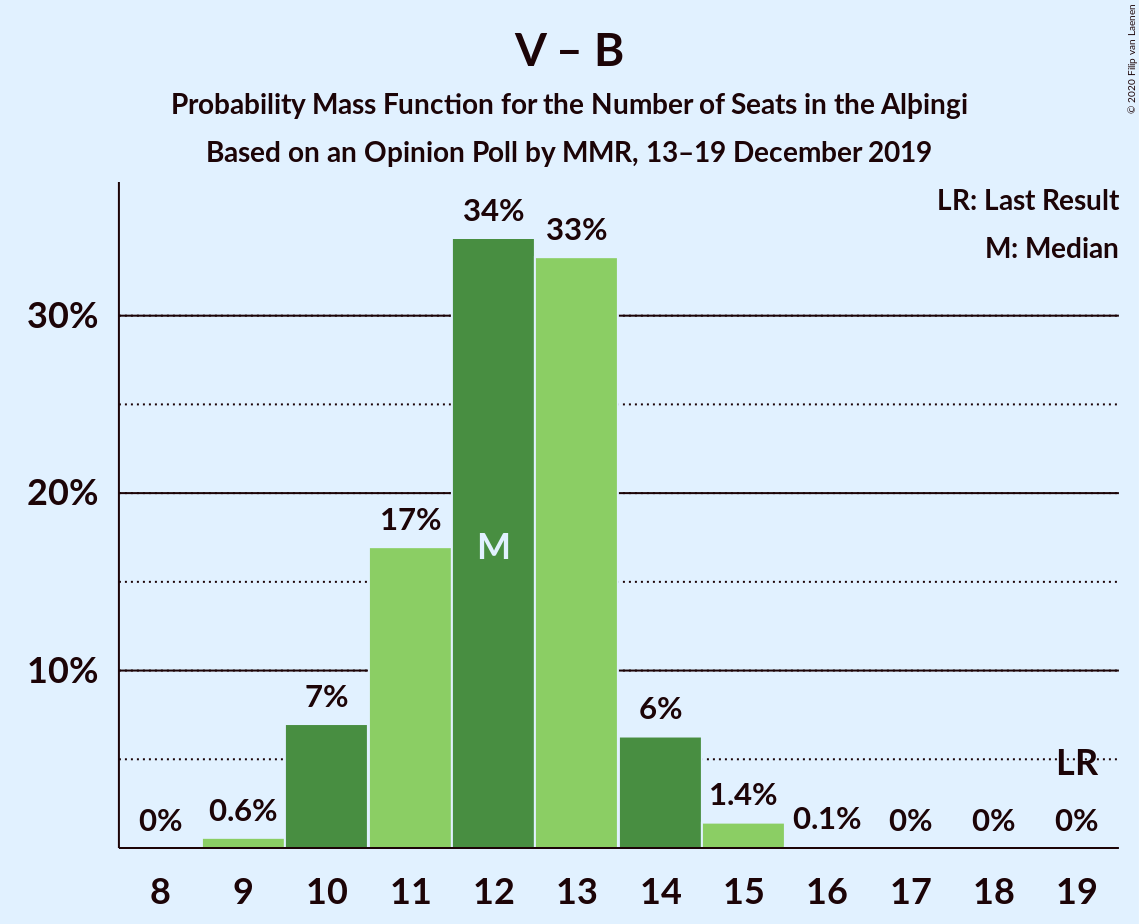 V – B
Probability Mass Function for the Number of Seats in the Alþingi
Based on an Opinion Poll by MMR, 13–19 December 2019
© 2020 Filip van Laenen
LR: Last Result
M: Median
34%
33%
30%
20%
17%
M
10%
7%
6%
LR
1.4%
0%
0.6%
0.1%
0%
0%
0%
8 9 10 11 12 13 14 15 16 17 18 19